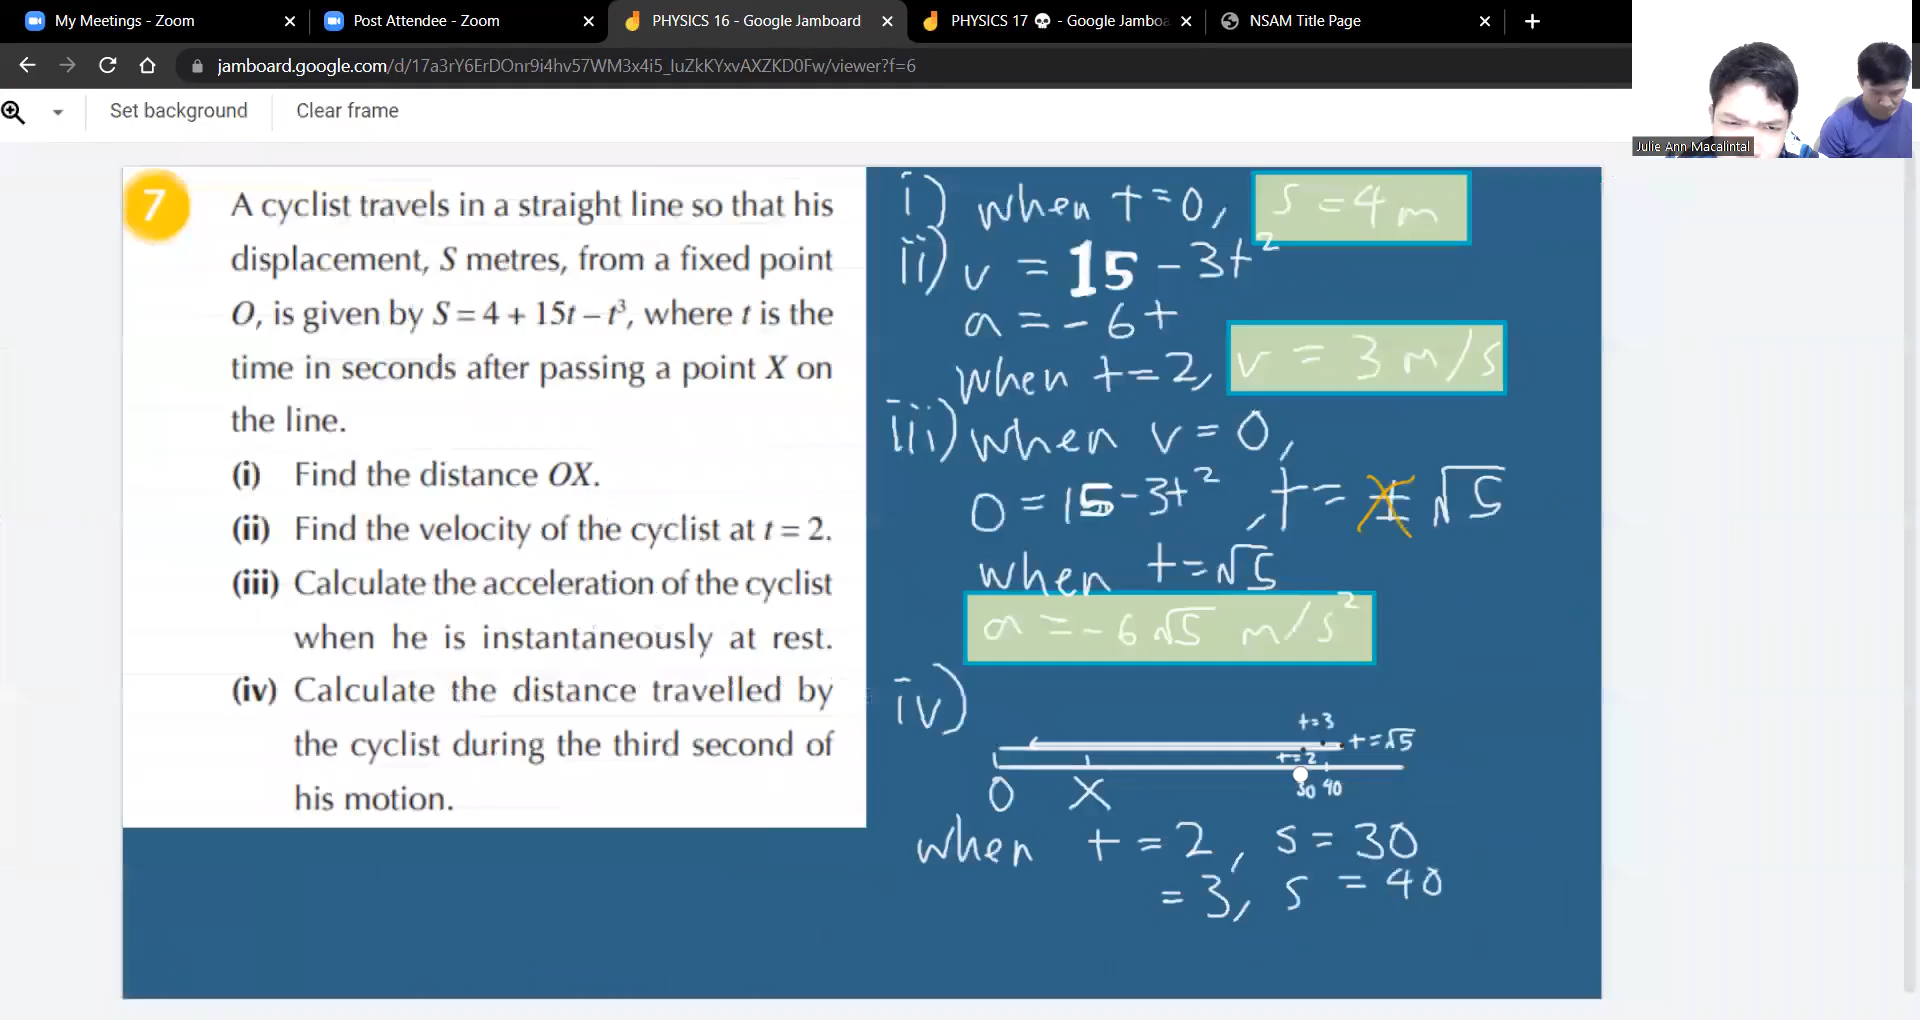 My Meetings - Zoom
Post Attendee - Zoom
PHYSICS 16 - Google Jamboard
PHYSICS 17 💀 - Google Jamboa
NSAM Title Page
jamboard.google.com/d/17a3rY6ErDOnr9i4hv57WM3x4i5_IuZkKYxvAXZKD0Fw/viewer?f=6
Set background
Clear frame
Julie Ann Macalintal
7
A cyclist travels in a straight line so that his
displacement, S metres, from a fixed point
O, is given by S = 4 + 15t – t³, where t is the
time in seconds after passing a point X on
the line.
(i) Find the distance OX.
(ii) Find the velocity of the cyclist at t = 2.
(iii) Calculate the acceleration of the cyclist
when he is instantaneously at rest.
(iv) Calculate the distance travelled by
the cyclist during the third second of
his motion.
i) when t=0, s = 4 m
ii) v = 15 - 3t²
a = - 6t
when t=2, v = 3 m/s
iii) when v = 0,
0 = 15 - 3t², t = ± √5
when t=√5
a = - 6 √5 m/s²
iv)
t=3
t=√5
t=2
30 40
O X
when t = 2, s = 30
= 3, s = 40